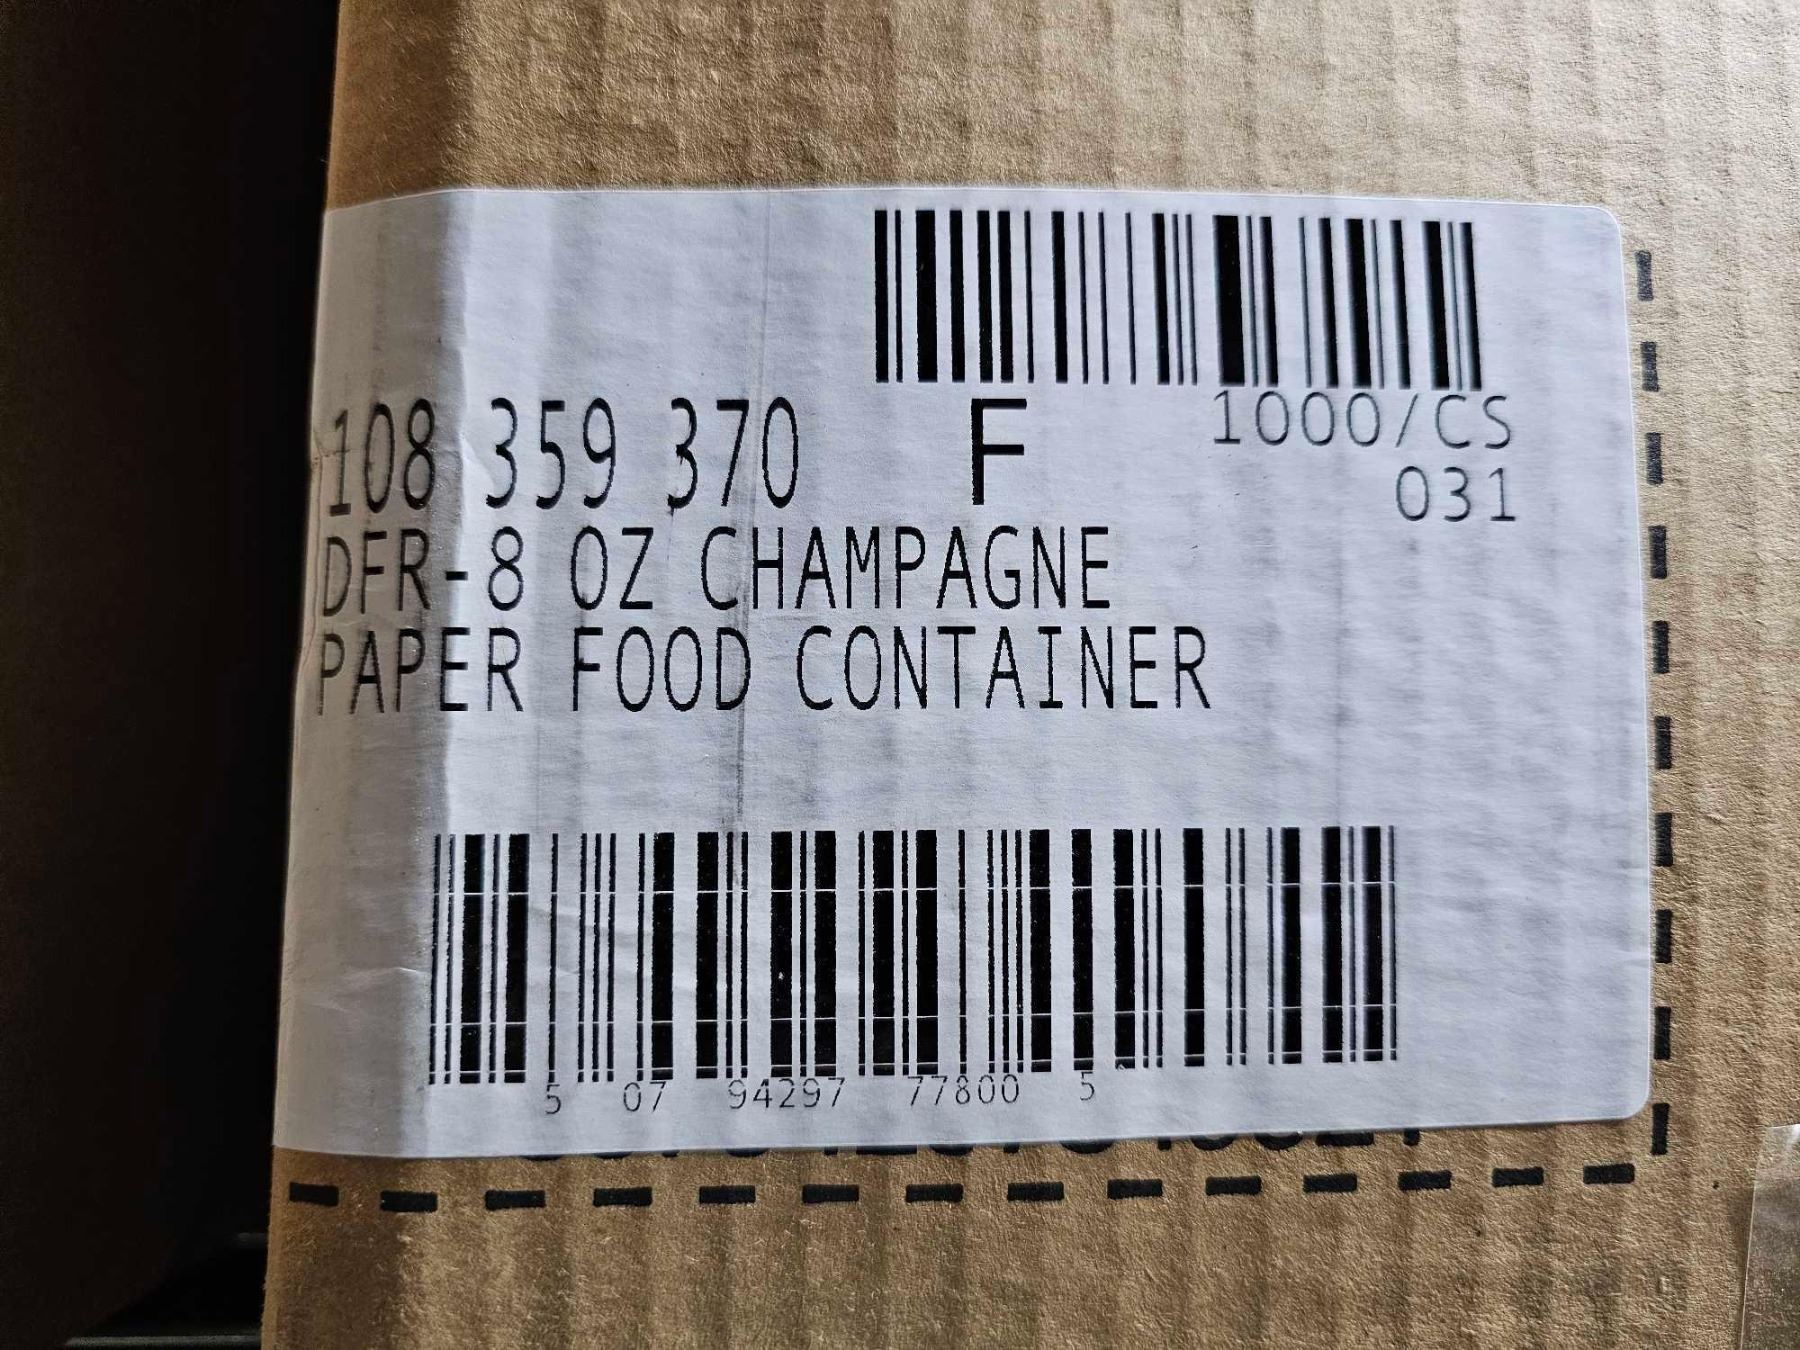 108 359 370 F 1000/CS
031
DFR-8 OZ CHAMPAGNE
PAPER FOOD CONTAINER
5 07 94297 77800 5